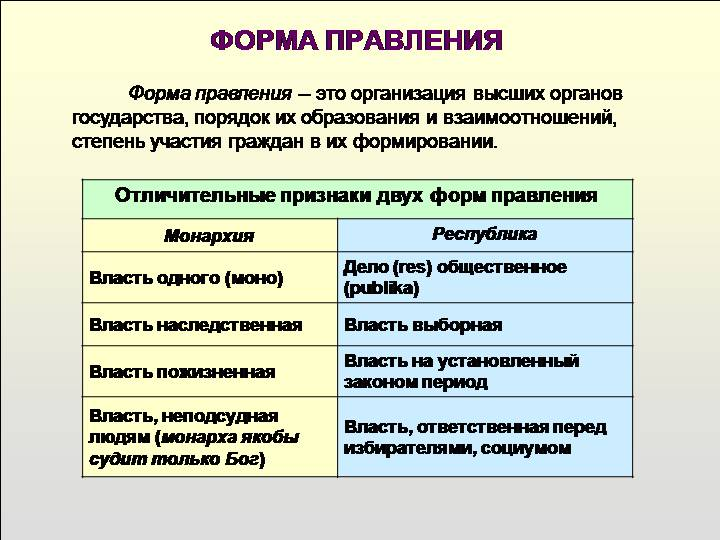 ФОРМА ПРАВЛЕНИЯ
Форма правления – это организация высших органов
государства, порядок их образования и взаимоотношений,
степень участия граждан в их формировании.
Отличительные признаки двух форм правления
Монархия
Республика
Власть одного (моно)
Дело (res) общественное
(publika)
Власть наследственная
Власть выборная
Власть пожизненная
Власть на установленный
законом период
Власть, неподсудная
людям (монарха якобы
судит только Бог)
Власть, ответственная перед
избирателями, социумом